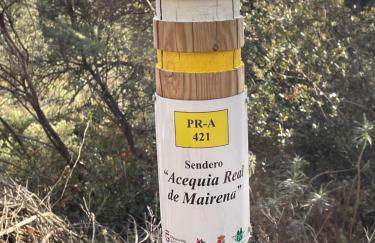 PR-A
421
Sendero
"Acequia Real
de Mairena"